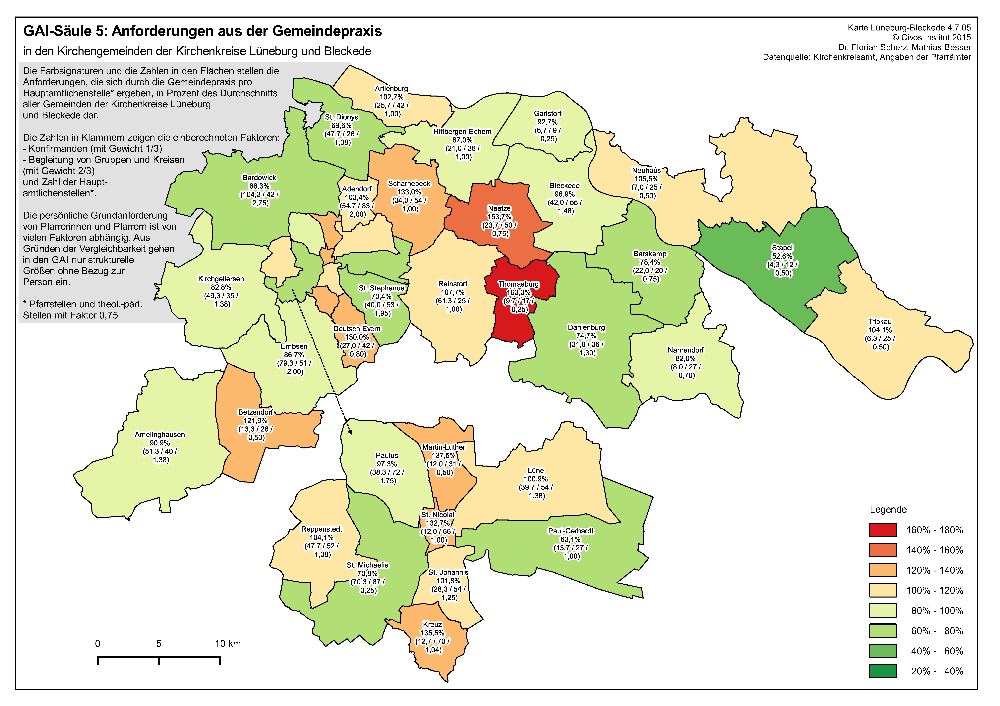 GAI-Säule 5: Anforderungen aus der Gemeindepraxis
in den Kirchengemeinden der Kirchenkreise Lüneburg und Bleckede
Karte Lüneburg-Bleckede 4.7.05
© Civos Institut 2015
Dr. Florian Scherz, Mathias Besser
Datenquelle: Kirchenkreisamt, Angaben der Pfarrämter
Die Farbsignaturen und die Zahlen in den Flächen stellen die
Anforderungen, die sich durch die Gemeindepraxis pro
Hauptamtlichenstelle* ergeben, in Prozent des Durchschnitts
aller Gemeinden der Kirchenkreise Lüneburg
und Bleckede dar.
Die Zahlen in Klammern zeigen die einberechneten Faktoren:
- Konfirmanden (mit Gewicht 1/3)
- Begleitung von Gruppen und Kreisen
(mit Gewicht 2/3)
und Zahl der Haupt-
amtlichenstellen*.
Die persönliche Grundanforderung
von Pfarrerinnen und Pfarrern ist von
vielen Faktoren abhängig. Aus
Gründen der Vergleichbarkeit gehen
in den GAI nur strukturelle
Größen ohne Bezug zur
Person ein.
* Pfarrstellen und theol.-päd.
Stellen mit Faktor 0,75
Artlenburg
102,7%
(25,7 / 42 /
1,00)
St. Dionys
69,6%
(47,7 / 26 /
1,38)
Hittbergen-Echem
87,0%
(21,0 / 36 /
1,00)
Garlstorf
92,7%
(6,7 / 9 /
0,25)
Bardowick
66,3%
(104,3 / 42 /
2,75)
Adendorf
103,4%
(54,7 / 83 /
2,00)
Scharnebeck
133,0%
(34,0 / 54 /
1,00)
Neetze
153,7%
(23,7 / 50 /
0,75)
Bleckede
96,9%
(42,0 / 55 /
1,48)
Neuhaus
105,5%
(7,0 / 25 /
0,50)
Stapel
52,6%
(4,3 / 12 /
0,50)
Barskamp
78,4%
(22,0 / 20 /
0,75)
Kirchgellersen
82,8%
(49,3 / 35 /
1,38)
St. Stephanus
70,4%
(40,0 / 53 /
1,95)
Reinstorf
107,7%
(61,3 / 25 /
1,00)
Thomasburg
163,3%
(9,7 / 17 /
0,25)
Dahlenburg
74,7%
(31,0 / 36 /
1,30)
Tripkau
104,1%
(6,3 / 25 /
0,50)
Nahrendorf
82,0%
(8,0 / 27 /
0,70)
Deutsch Evern
130,0%
(27,0 / 42 /
0,80)
Embsen
86,7%
(79,3 / 51 /
2,00)
Betzendorf
121,9%
(13,3 / 26 /
0,50)
Amelinghausen
90,9%
(51,3 / 40 /
1,38)
Paulus
97,3%
(38,3 / 72 /
1,75)
Martin-Luther
137,5%
(12,0 / 31 /
0,50)
Lüne
100,9%
(39,7 / 54 /
1,38)
St. Nicolai
132,7%
(12,0 / 66 /
1,00)
Paul-Gerhardt
63,1%
(13,7 / 27 /
1,00)
Reppenstedt
104,1%
(47,7 / 52 /
1,38)
St. Michaelis
70,8%
(70,3 / 87 /
3,25)
St. Johannis
101,8%
(28,3 / 54 /
1,25)
Kreuz
135,5%
(12,7 / 70 /
1,04)
0 5 10 km
Legende
160% - 180%
140% - 160%
120% - 140%
100% - 120%
80% - 100%
60% - 80%
40% - 60%
20% - 40%